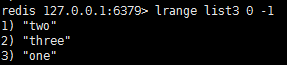 redis 127.0.0.1:6379> lrange list3 0 -1
1) "two"
2) "three"
3) "one"